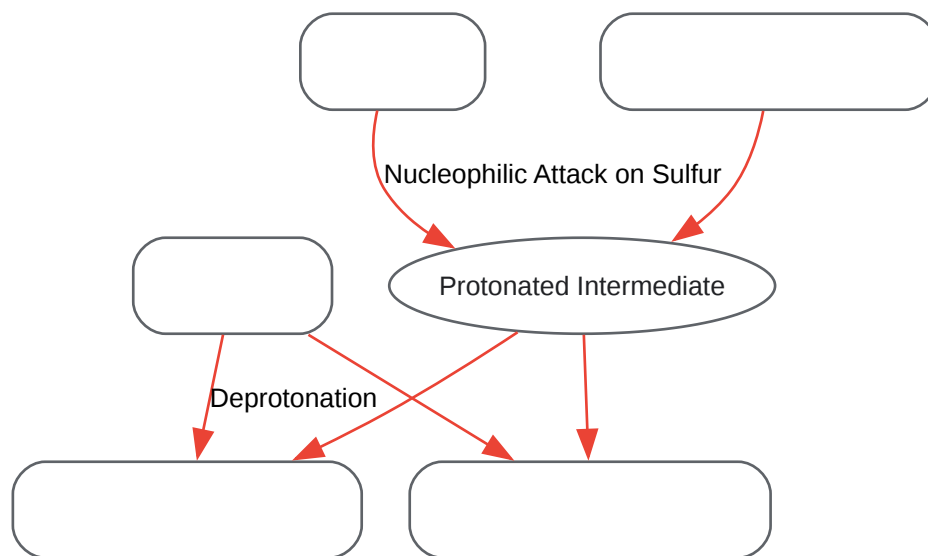 Nucleophilic Attack on Sulfur
Protonated Intermediate
Deprotonation